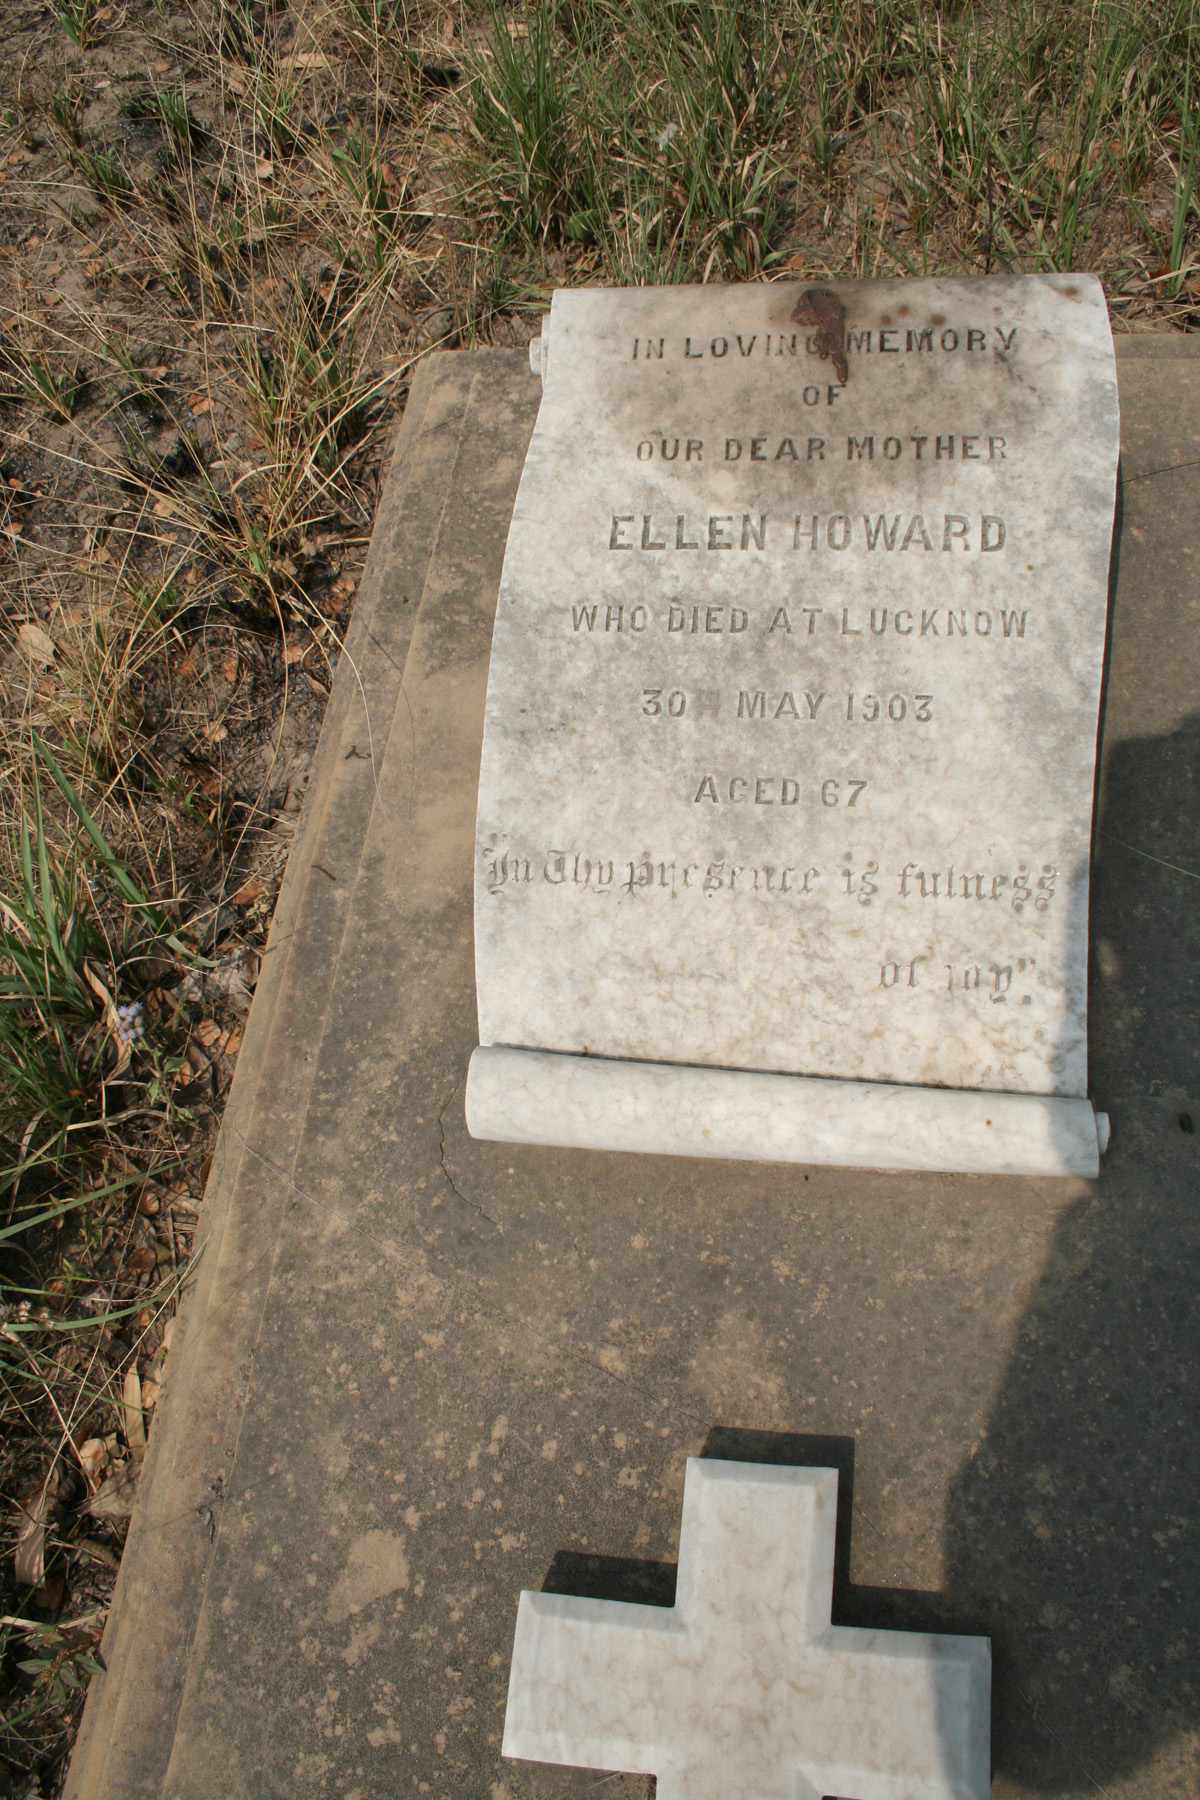 IN LOVING MEMORY
OF
OUR DEAR MOTHER
ELLEN HOWARD
WHO DIED AT LUCKNOW
30TH MAY 1903
AGED 67
"In Thy presence is fulness
of joy".